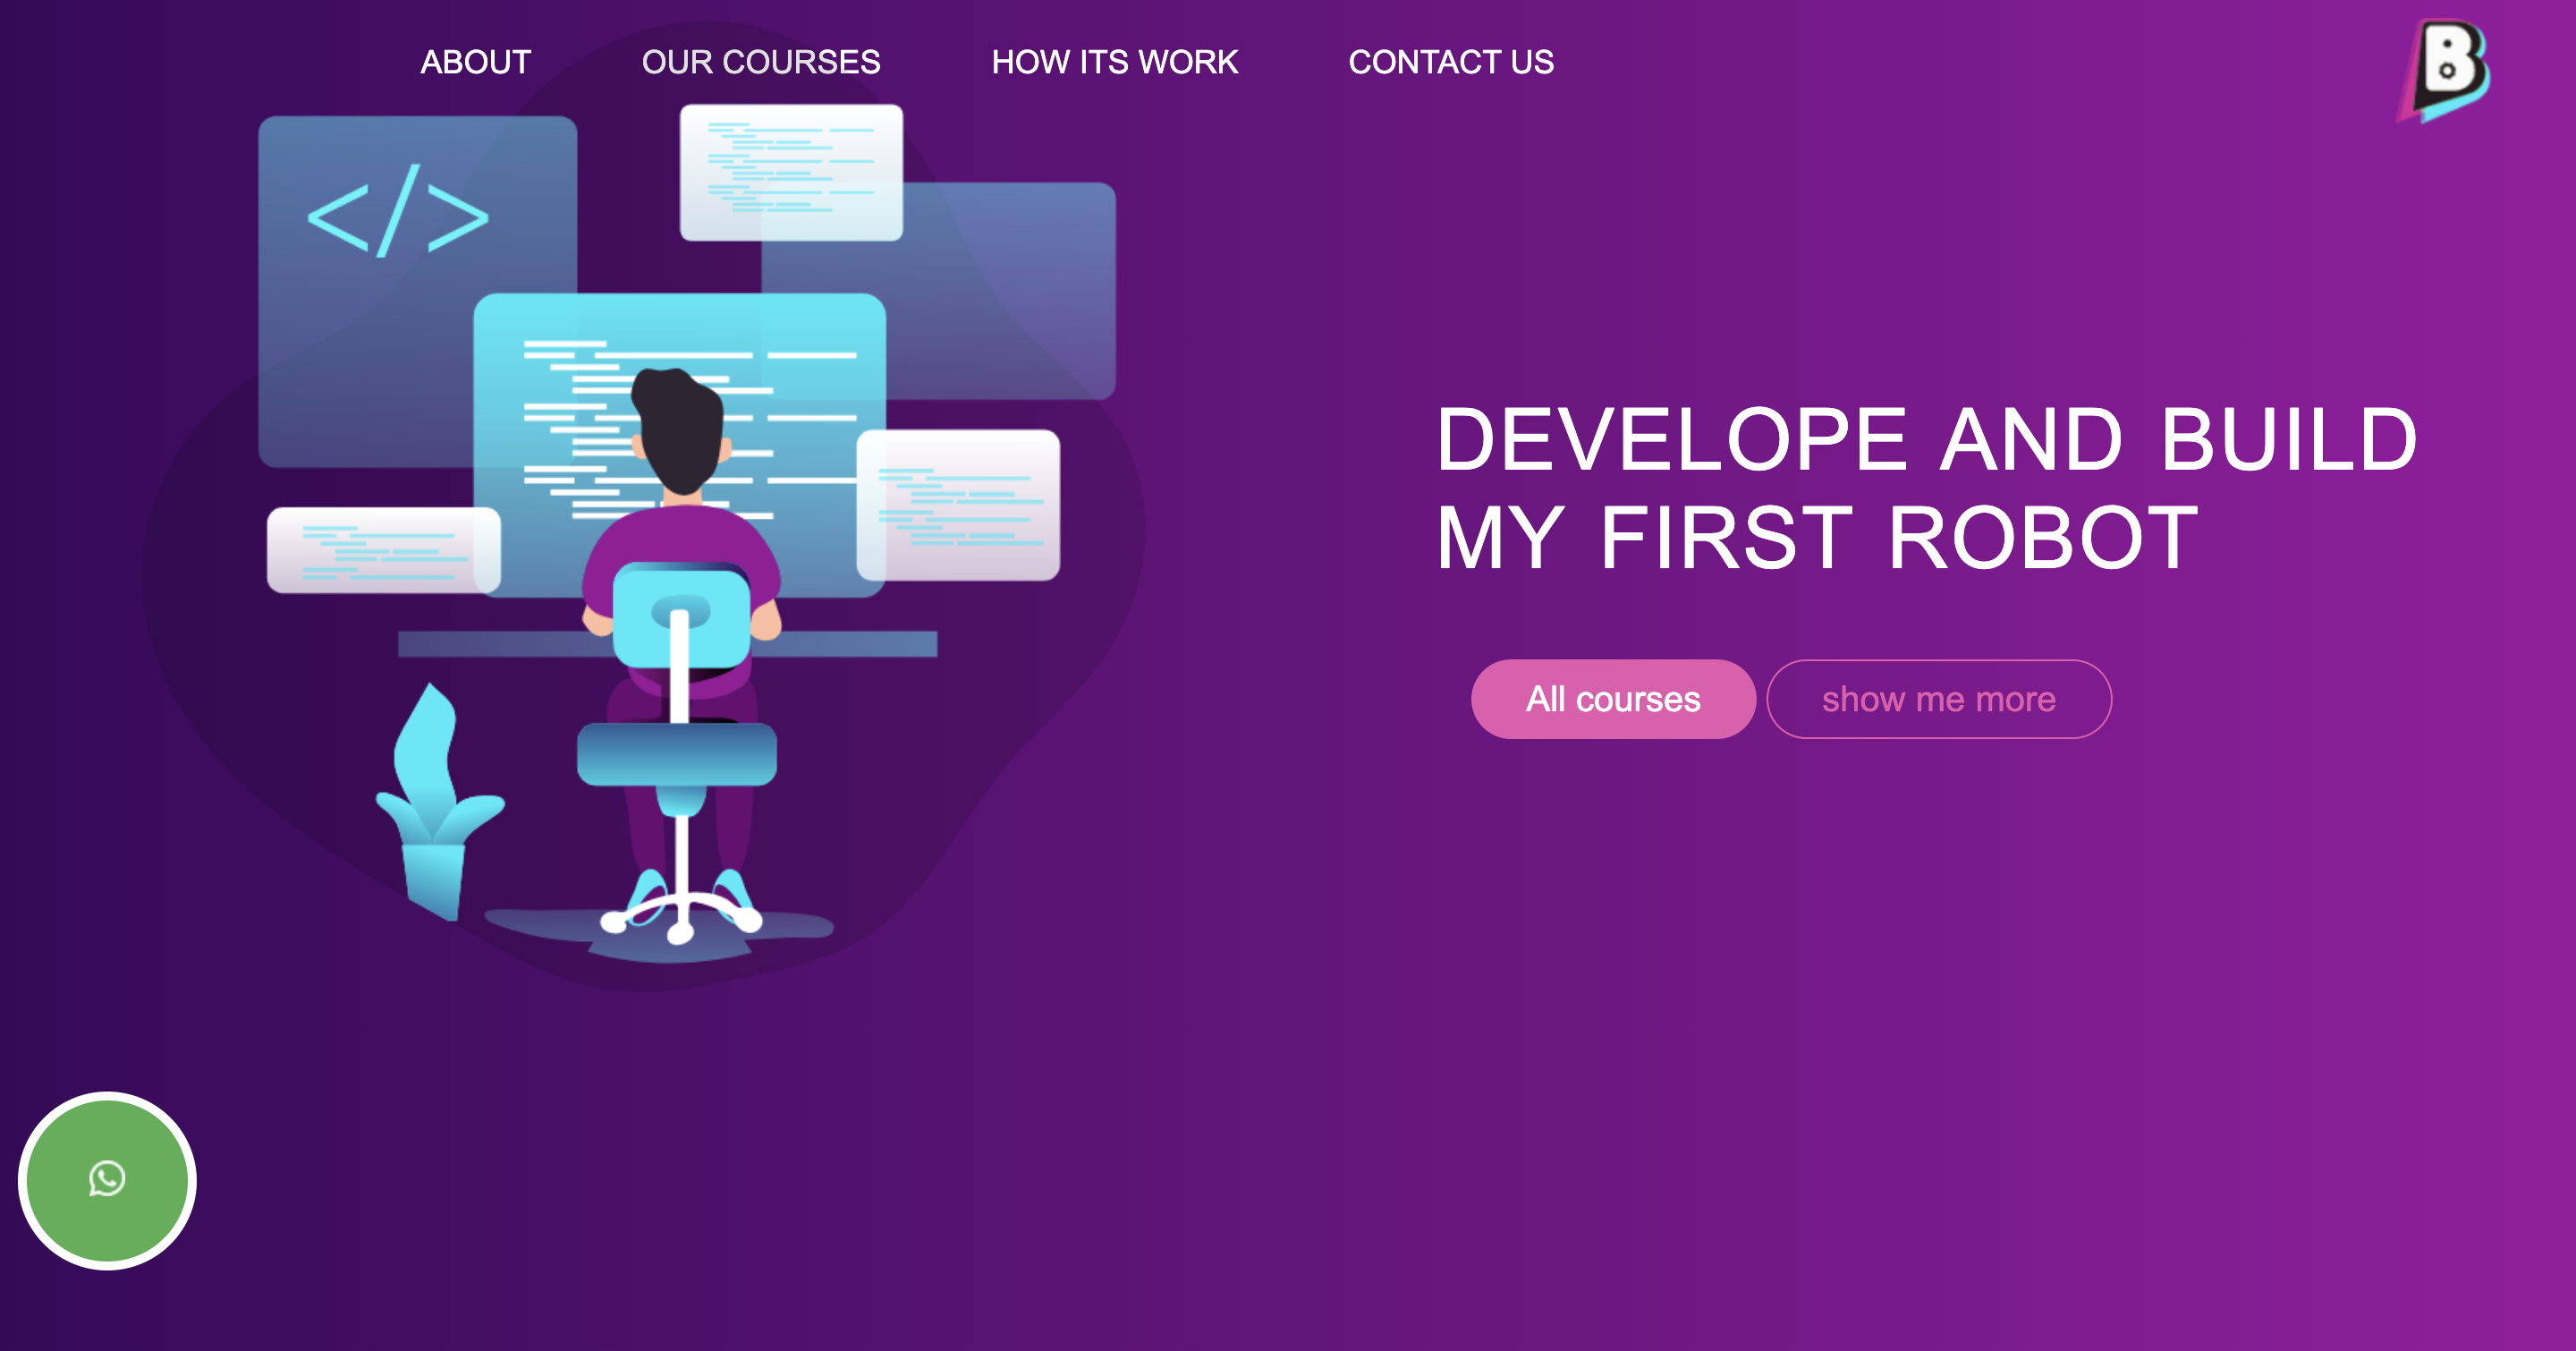 ABOUT OUR COURSES HOW ITS WORK CONTACT US
B
</>
DEVELOPE AND BUILD
MY FIRST ROBOT
All courses show me more